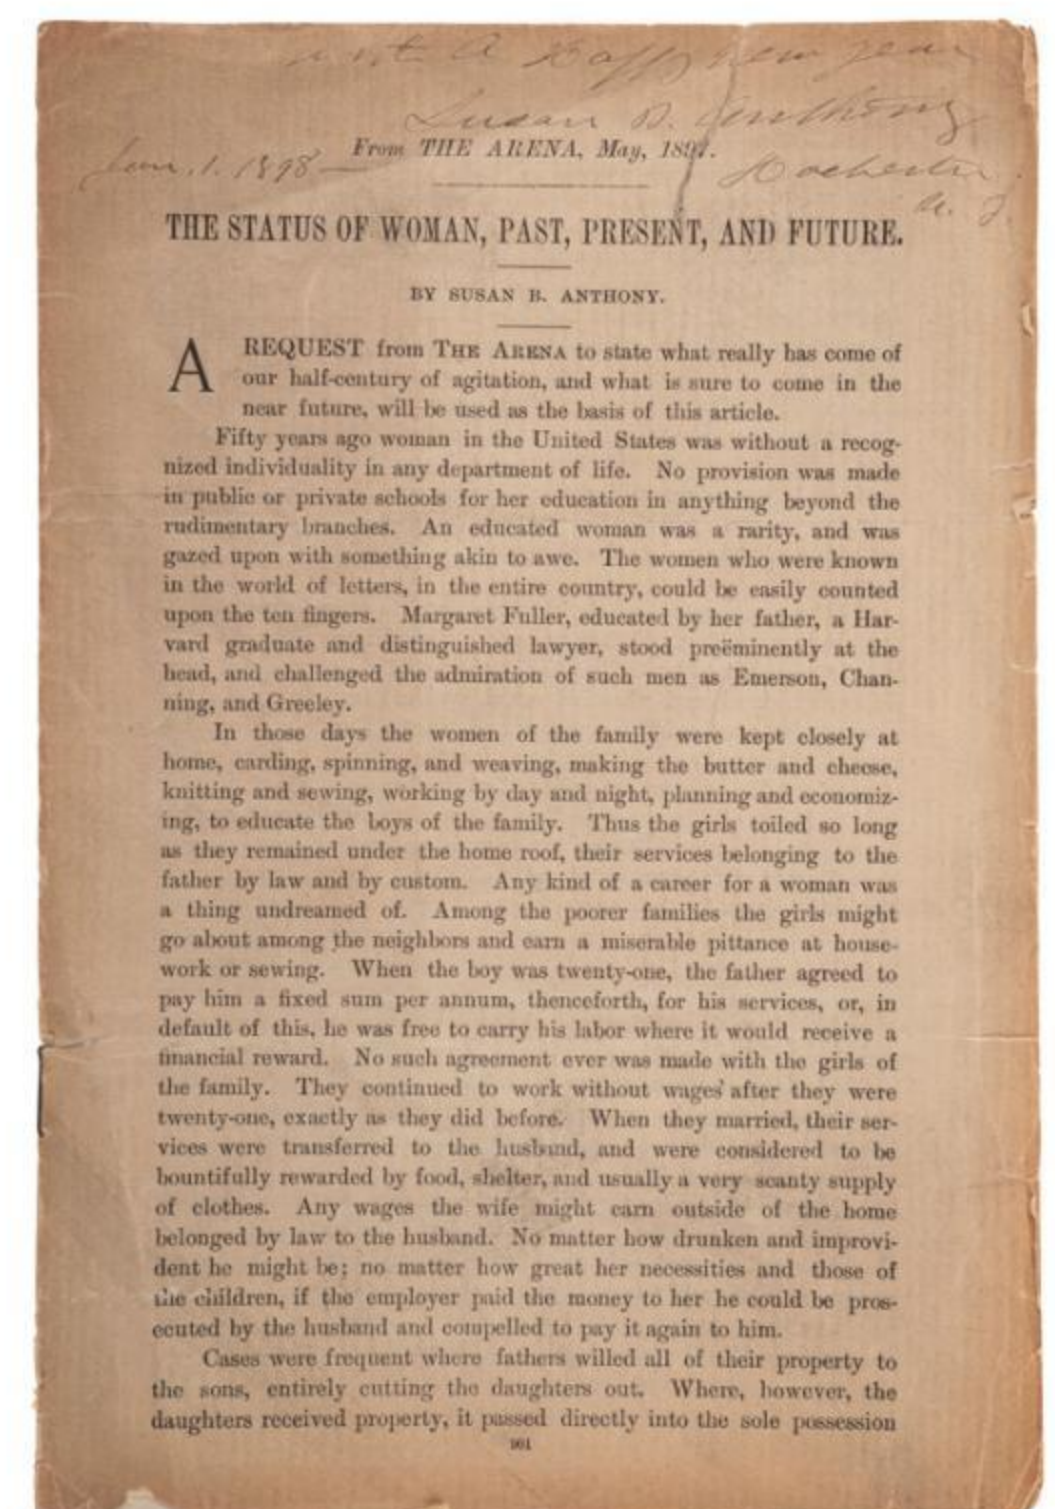 with a Happy new year
Susan B. Anthony
From THE ARENA, May, 1897.
Jan. 1. 1898 —
Rochester
N. Y.
THE STATUS OF WOMAN, PAST, PRESENT, AND FUTURE.
BY SUSAN B. ANTHONY.
A REQUEST from THE ARENA to state what really has come of
our half-century of agitation, and what is sure to come in the
near future, will be used as the basis of this article.
Fifty years ago woman in the United States was without a recog-
nized individuality in any department of life. No provision was made
in public or private schools for her education in anything beyond the
rudimentary branches. An educated woman was a rarity, and was
gazed upon with something akin to awe. The women who were known
in the world of letters, in the entire country, could be easily counted
upon the ten fingers. Margaret Fuller, educated by her father, a Har-
vard graduate and distinguished lawyer, stood preëminently at the
head, and challenged the admiration of such men as Emerson, Chan-
ning, and Greeley.
In those days the women of the family were kept closely at
home, carding, spinning, and weaving, making the butter and cheese,
knitting and sewing, working by day and night, planning and economiz-
ing, to educate the boys of the family. Thus the girls toiled so long
as they remained under the home roof, their services belonging to the
father by law and by custom. Any kind of a career for a woman was
a thing undreamed of. Among the poorer families the girls might
go about among the neighbors and earn a miserable pittance at house-
work or sewing. When the boy was twenty-one, the father agreed to
pay him a fixed sum per annum, thenceforth, for his services, or, in
default of this, he was free to carry his labor where it would receive a
financial reward. No such agreement ever was made with the girls of
the family. They continued to work without wages after they were
twenty-one, exactly as they did before. When they married, their ser-
vices were transferred to the husband, and were considered to be
bountifully rewarded by food, shelter, and usually a very scanty supply
of clothes. Any wages the wife might earn outside of the home
belonged by law to the husband. No matter how drunken and improvi-
dent he might be; no matter how great her necessities and those of
the children, if the employer paid the money to her he could be pros-
ecuted by the husband and compelled to pay it again to him.
Cases were frequent where fathers willed all of their property to
the sons, entirely cutting the daughters out. Where, however, the
daughters received property, it passed directly into the sole possession
901